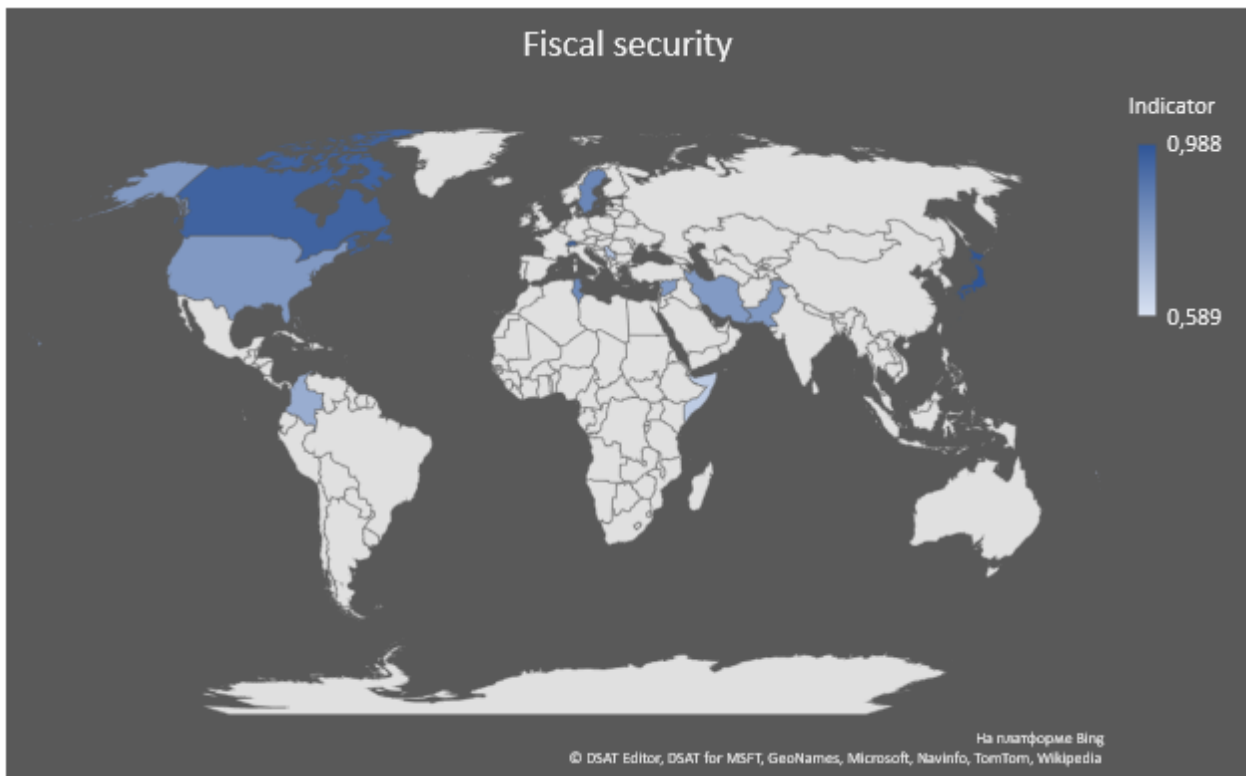 Fiscal security
Indicator
0,988
0,589
На платформе Bing
© DSAT Editor, DSAT for MSFT, GeoNames, Microsoft, Navinfo, TomTom, Wikipedia